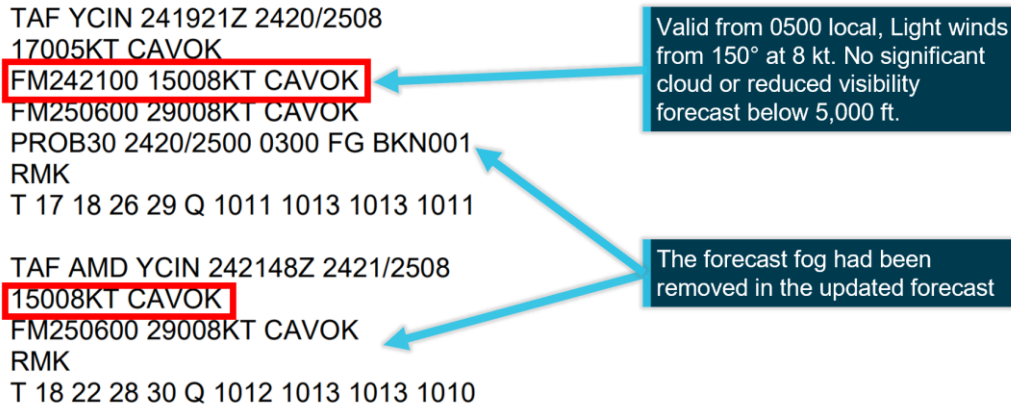 TAF YCIN 241921Z 2420/2508
17005KT CAVOK
FM242100 15008KT CAVOK
FM250600 29008KT CAVOK
PROB30 2420/2500 0300 FG BKN001
RMK
T 17 18 26 29 Q 1011 1013 1013 1011
Valid from 0500 local, Light winds
from 150° at 8 kt. No significant
cloud or reduced visibility
forecast below 5,000 ft.
TAF AMD YCIN 242148Z 2421/2508
15008KT CAVOK
FM250600 29008KT CAVOK
RMK
T 18 22 28 30 Q 1012 1013 1013 1010
The forecast fog had been
removed in the updated forecast